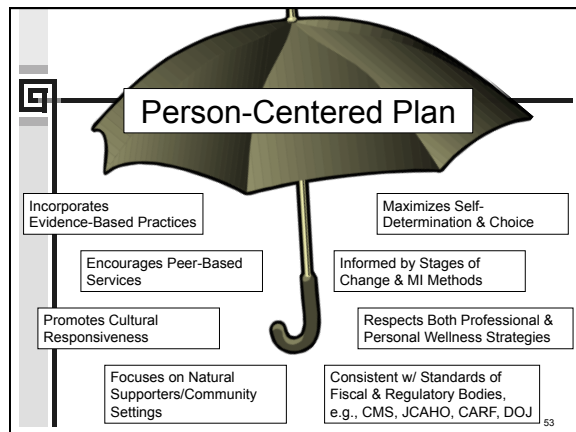 Person-Centered Plan
Incorporates
Evidence-Based Practices
Maximizes Self-
Determination & Choice
Encourages Peer-Based
Services
Informed by Stages of
Change & MI Methods
Promotes Cultural
Responsiveness
Respects Both Professional &
Personal Wellness Strategies
Focuses on Natural
Supporters/Community
Settings
Consistent w/ Standards of
Fiscal & Regulatory Bodies,
e.g., CMS, JCAHO, CARF, DOJ
53